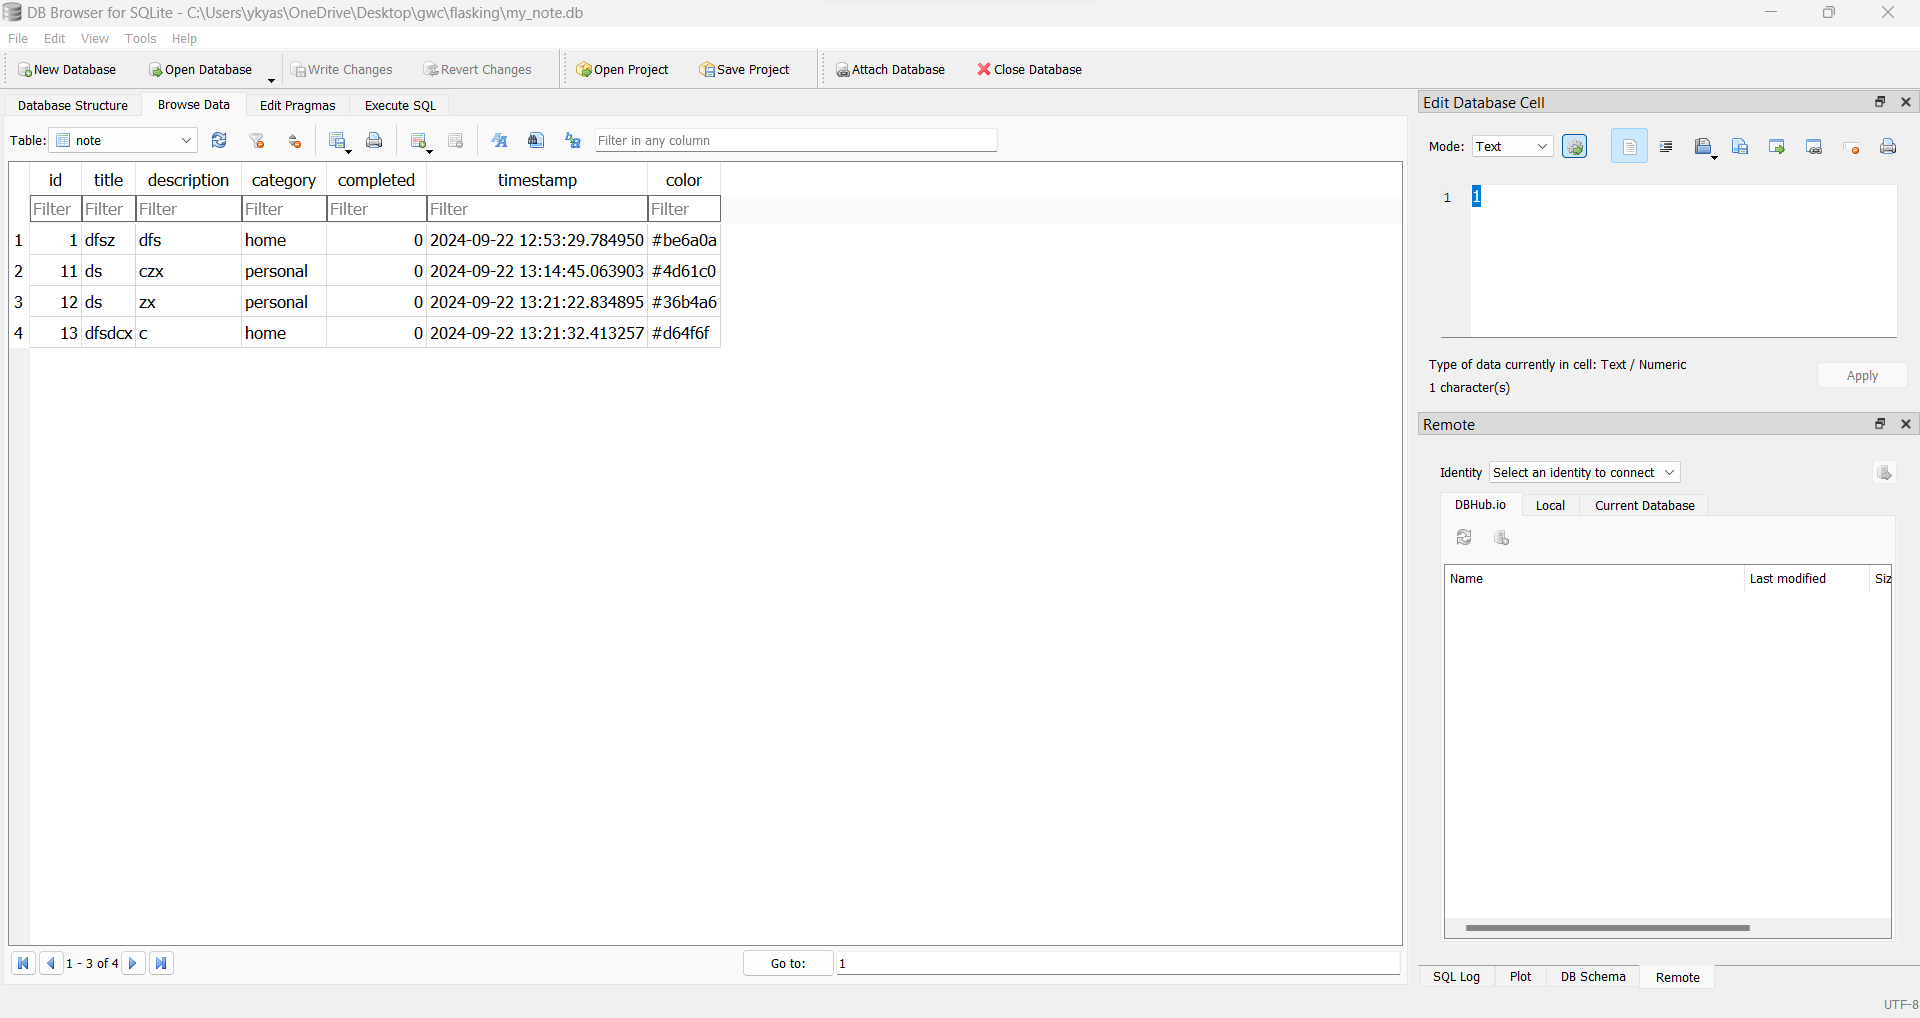 DB Browser for SQLite - C:\Users\ykyas\OneDrive\Desktop\gwc\flasking\my_note.db
File Edit View Tools Help
New Database Open Database Write Changes Revert Changes Open Project Save Project Attach Database Close Database
Database Structure Browse Data Edit Pragmas Execute SQL
Table: note Filter in any column
id title description category completed timestamp color
Filter Filter Filter Filter Filter Filter Filter
1 1 dfsz dfs home 0 2024-09-22 12:53:29.784950 #be6a0a
2 11 ds czx personal 0 2024-09-22 13:14:45.063903 #4d61c0
3 12 ds zx personal 0 2024-09-22 13:21:22.834895 #36b4a6
4 13 dfsdcx c home 0 2024-09-22 13:21:32.413257 #d64f6f
1 - 3 of 4 Go to: 1
Edit Database Cell
Mode: Text
1 1
Type of data currently in cell: Text / Numeric
1 character(s)
Apply
Remote
Identity Select an identity to connect
DBHub.io Local Current Database
Name Last modified Siz
SQL Log Plot DB Schema Remote
UTF-8